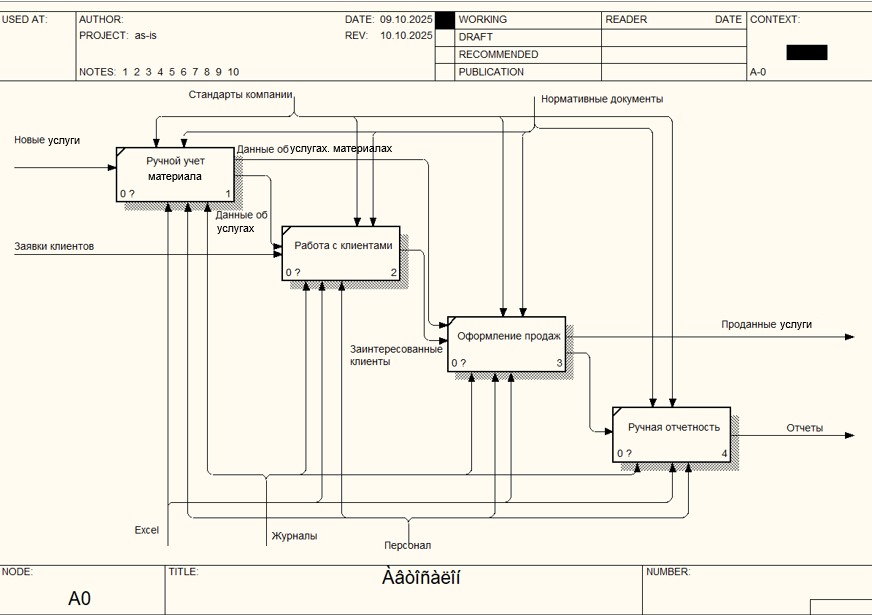 USED AT: AUTHOR: DATE: 09.10.2025 WORKING READER DATE CONTEXT:
PROJECT: as-is REV: 10.10.2025 DRAFT
RECOMMENDED
NOTES: 1 2 3 4 5 6 7 8 9 10 PUBLICATION A-0
Стандарты компании
Нормативные документы
Новые услуги
Ручной учет
материала
0 ? 1
Данные об услугах. материалах
Данные об
услугах
Заявки клиентов
Работа с клиентами
0 ? 2
Заинтересованные
клиенты
Оформление продаж
0 ? 3
Проданные услуги
Ручная отчетность
0 ? 4
Отчеты
Excel
Журналы
Персонал
NODE: TITLE: NUMBER:
A0 Àâòîñàëîí